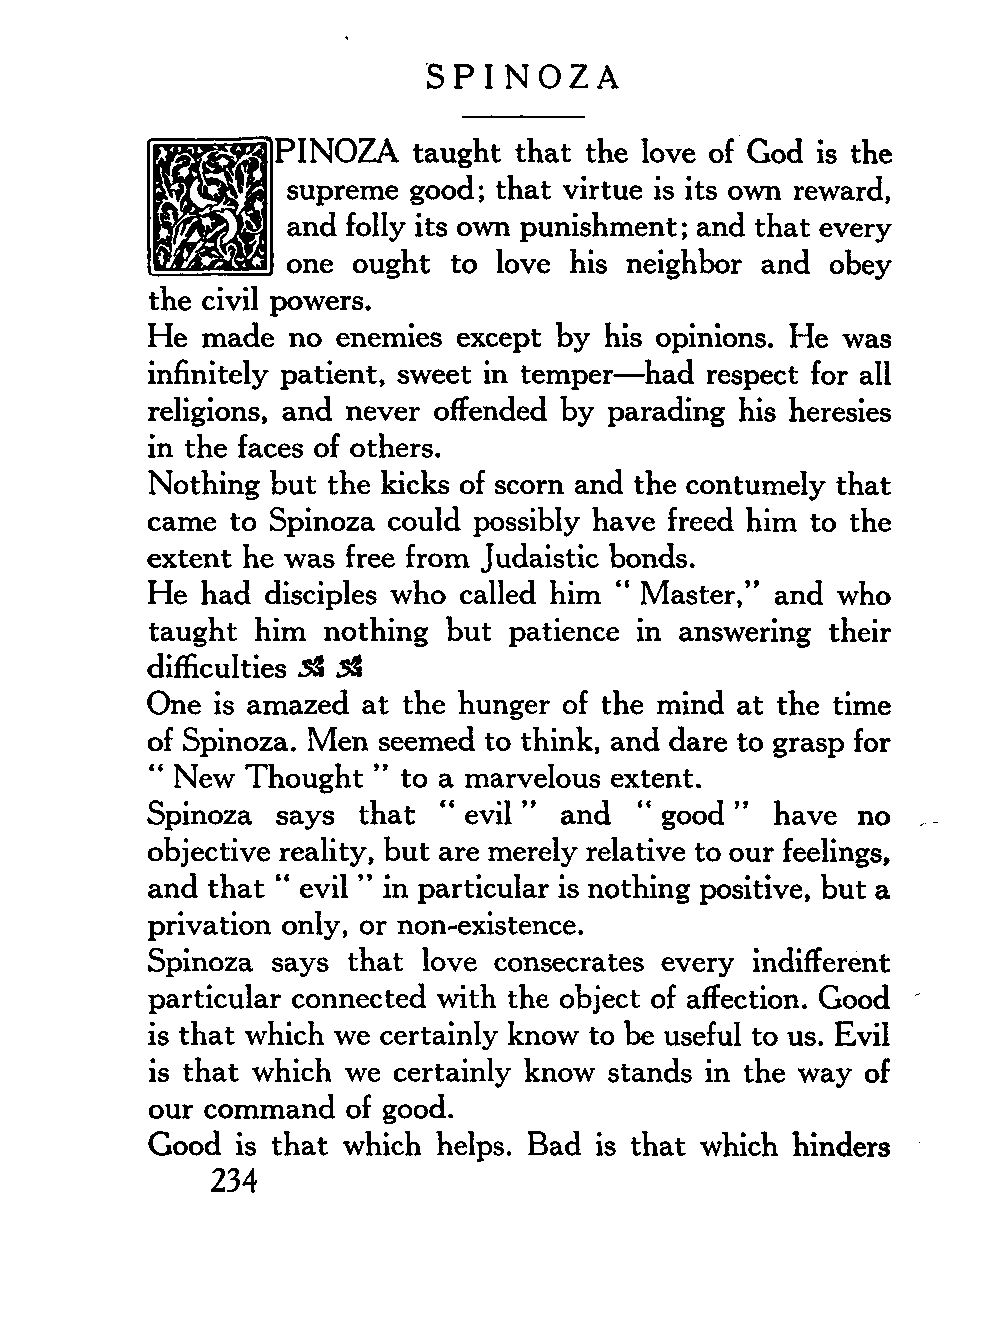 SPINOZA
SPINOZA taught that the love of God is the
supreme good; that virtue is its own reward,
and folly its own punishment; and that every
one ought to love his neighbor and obey
the civil powers.
He made no enemies except by his opinions. He was
infinitely patient, sweet in temper—had respect for all
religions, and never offended by parading his heresies
in the faces of others.
Nothing but the kicks of scorn and the contumely that
came to Spinoza could possibly have freed him to the
extent he was free from Judaistic bonds.
He had disciples who called him “ Master,” and who
taught him nothing but patience in answering their
difficulties
One is amazed at the hunger of the mind at the time
of Spinoza. Men seemed to think, and dare to grasp for
“ New Thought ” to a marvelous extent.
Spinoza says that “ evil ” and “ good ” have no
objective reality, but are merely relative to our feelings,
and that “ evil ” in particular is nothing positive, but a
privation only, or non-existence.
Spinoza says that love consecrates every indifferent
particular connected with the object of affection. Good
is that which we certainly know to be useful to us. Evil
is that which we certainly know stands in the way of
our command of good.
Good is that which helps. Bad is that which hinders
234